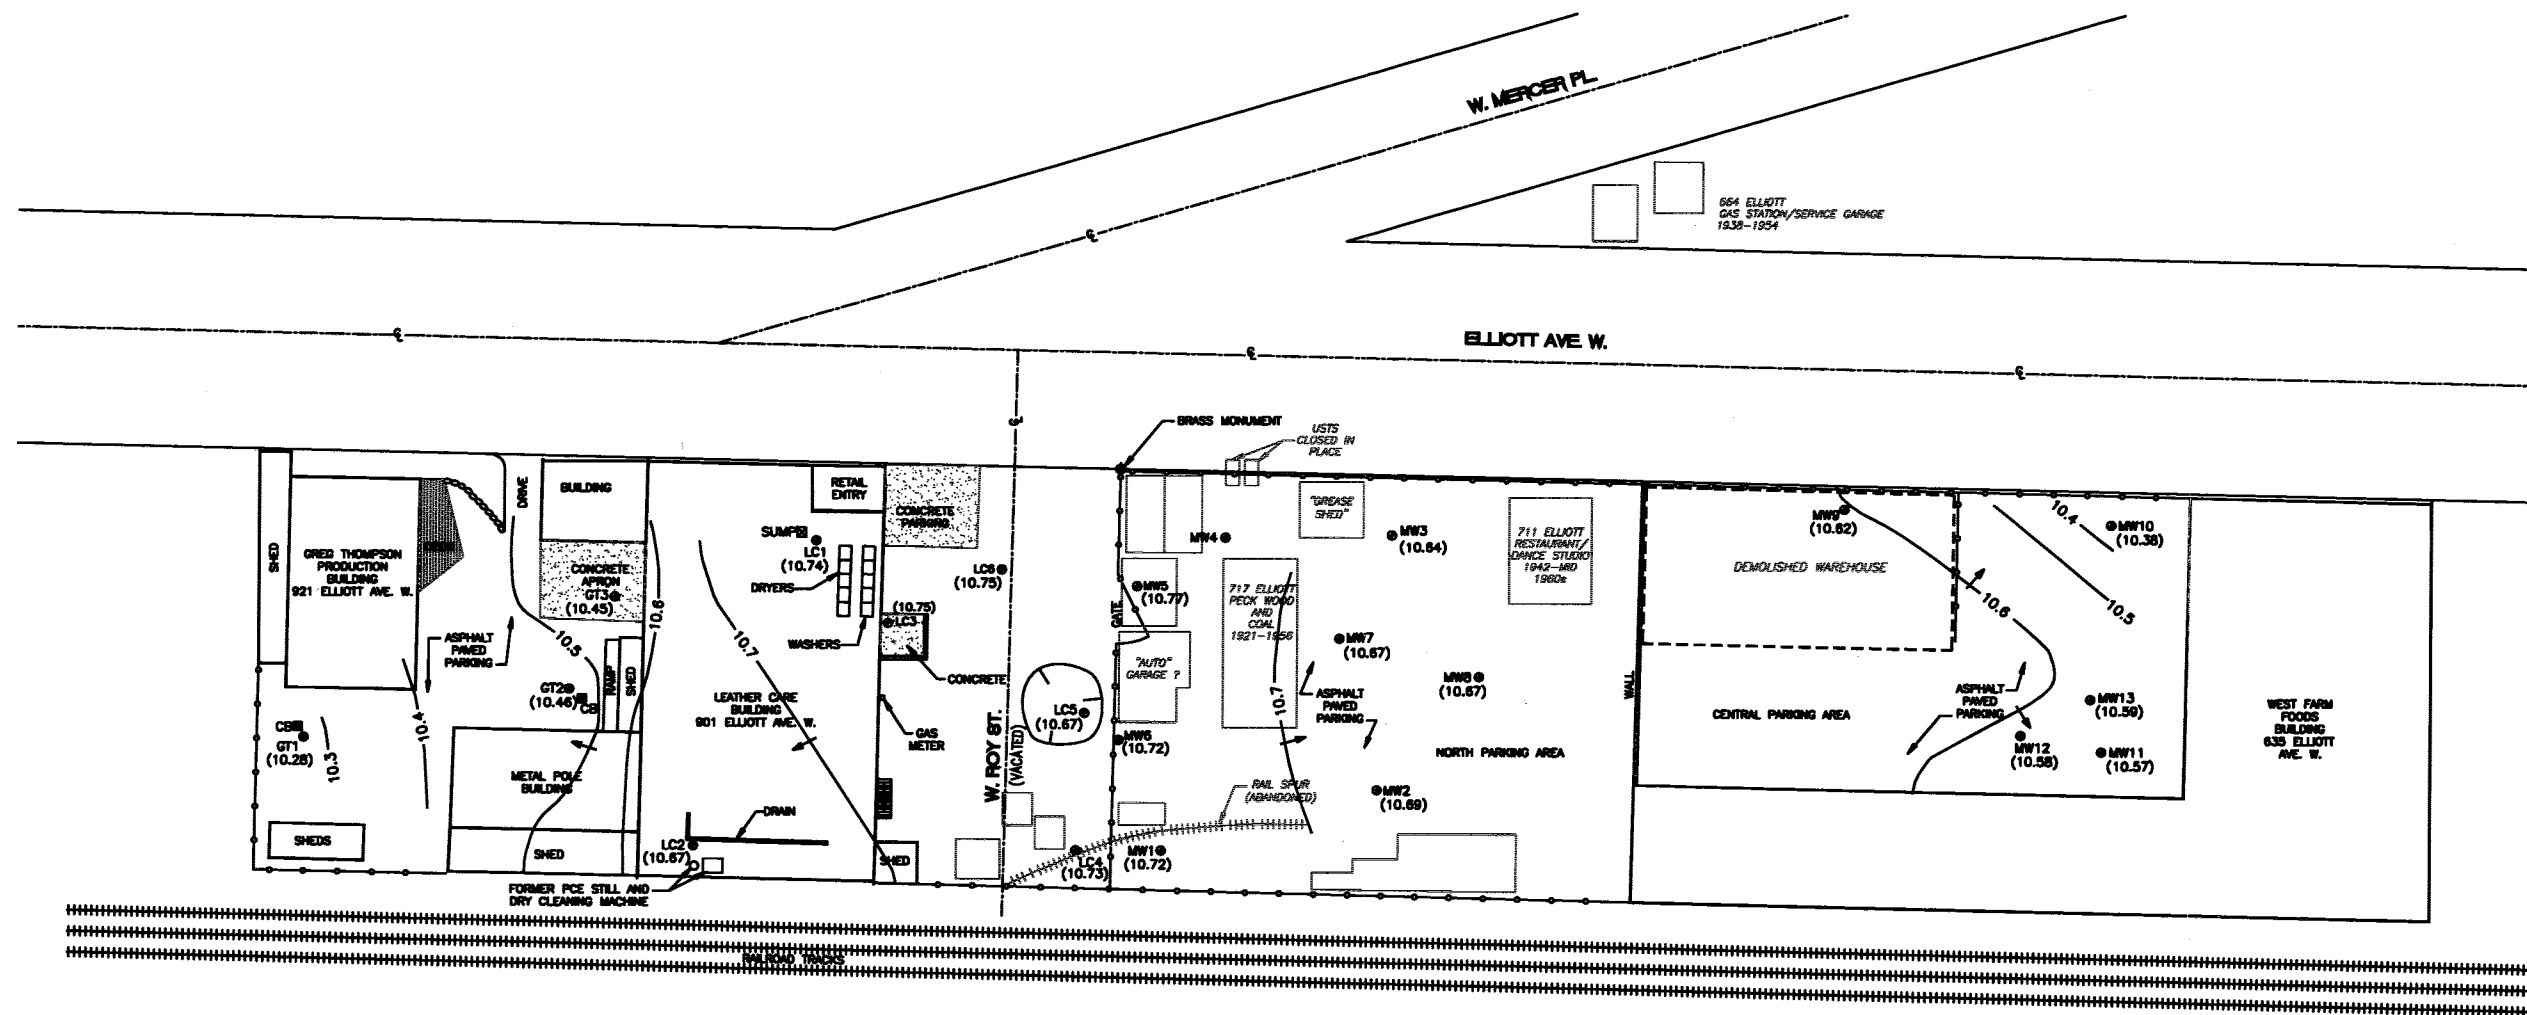 W. MERCER PL.
664 ELLIOTT
GAS STATION/SERVICE GARAGE
1938-1954
ELLIOTT AVE W.
BRASS MONUMENT
USTS
CLOSED IN
PLACE
SHED
GREG THOMPSON
PRODUCTION
BUILDING
921 ELLIOTT AVE. W.
DRIVE
BUILDING
CONCRETE
APRON
GT3
(10.45)
ASPHALT
PAVED
PARKING
10.5
10.6
GT2
(10.46)
CB
RAMP
SHED
CB
GT1
(10.28)
10.3
10.4
METAL POLE
BUILDING
SHEDS
SHED
FORMER PCE STILL AND
DRY CLEANING MACHINE
RETAIL
ENTRY
SUMP
LC1
(10.74)
DRYERS
WASHERS
10.7
LEATHER CARE
BUILDING
901 ELLIOTT AVE. W.
DRAIN
LC2
(10.67)
SHED
CONCRETE
PARKING
LC6
(10.75)
(10.75)
LC3
CONCRETE
GAS
METER
W. ROY ST.
(VACATED)
LC5
(10.67)
LC4
(10.73)
GATE
MW5
(10.77)
MW4
"AUTO"
GARAGE ?
MW6
(10.72)
MW1
(10.72)
"GREASE
SHED"
717 ELLIOTT
PECK WOOD
AND
COAL
1921-1956
10.7
MW3
(10.64)
MW7
(10.67)
MW8
(10.67)
ASPHALT
PAVED
PARKING
NORTH PARKING AREA
RAIL SPUR
(ABANDONED)
MW2
(10.69)
711 ELLIOTT
RESTAURANT/
DANCE STUDIO
1942-MID
1960s
WALL
MW9
(10.62)
DEMOLISHED WAREHOUSE
CENTRAL PARKING AREA
10.4
MW10
(10.38)
10.5
10.6
ASPHALT
PAVED
PARKING
MW13
(10.59)
MW12
(10.58)
MW11
(10.57)
WEST FARM
FOODS
BUILDING
635 ELLIOTT
AVE. W.
RAILROAD TRACKS